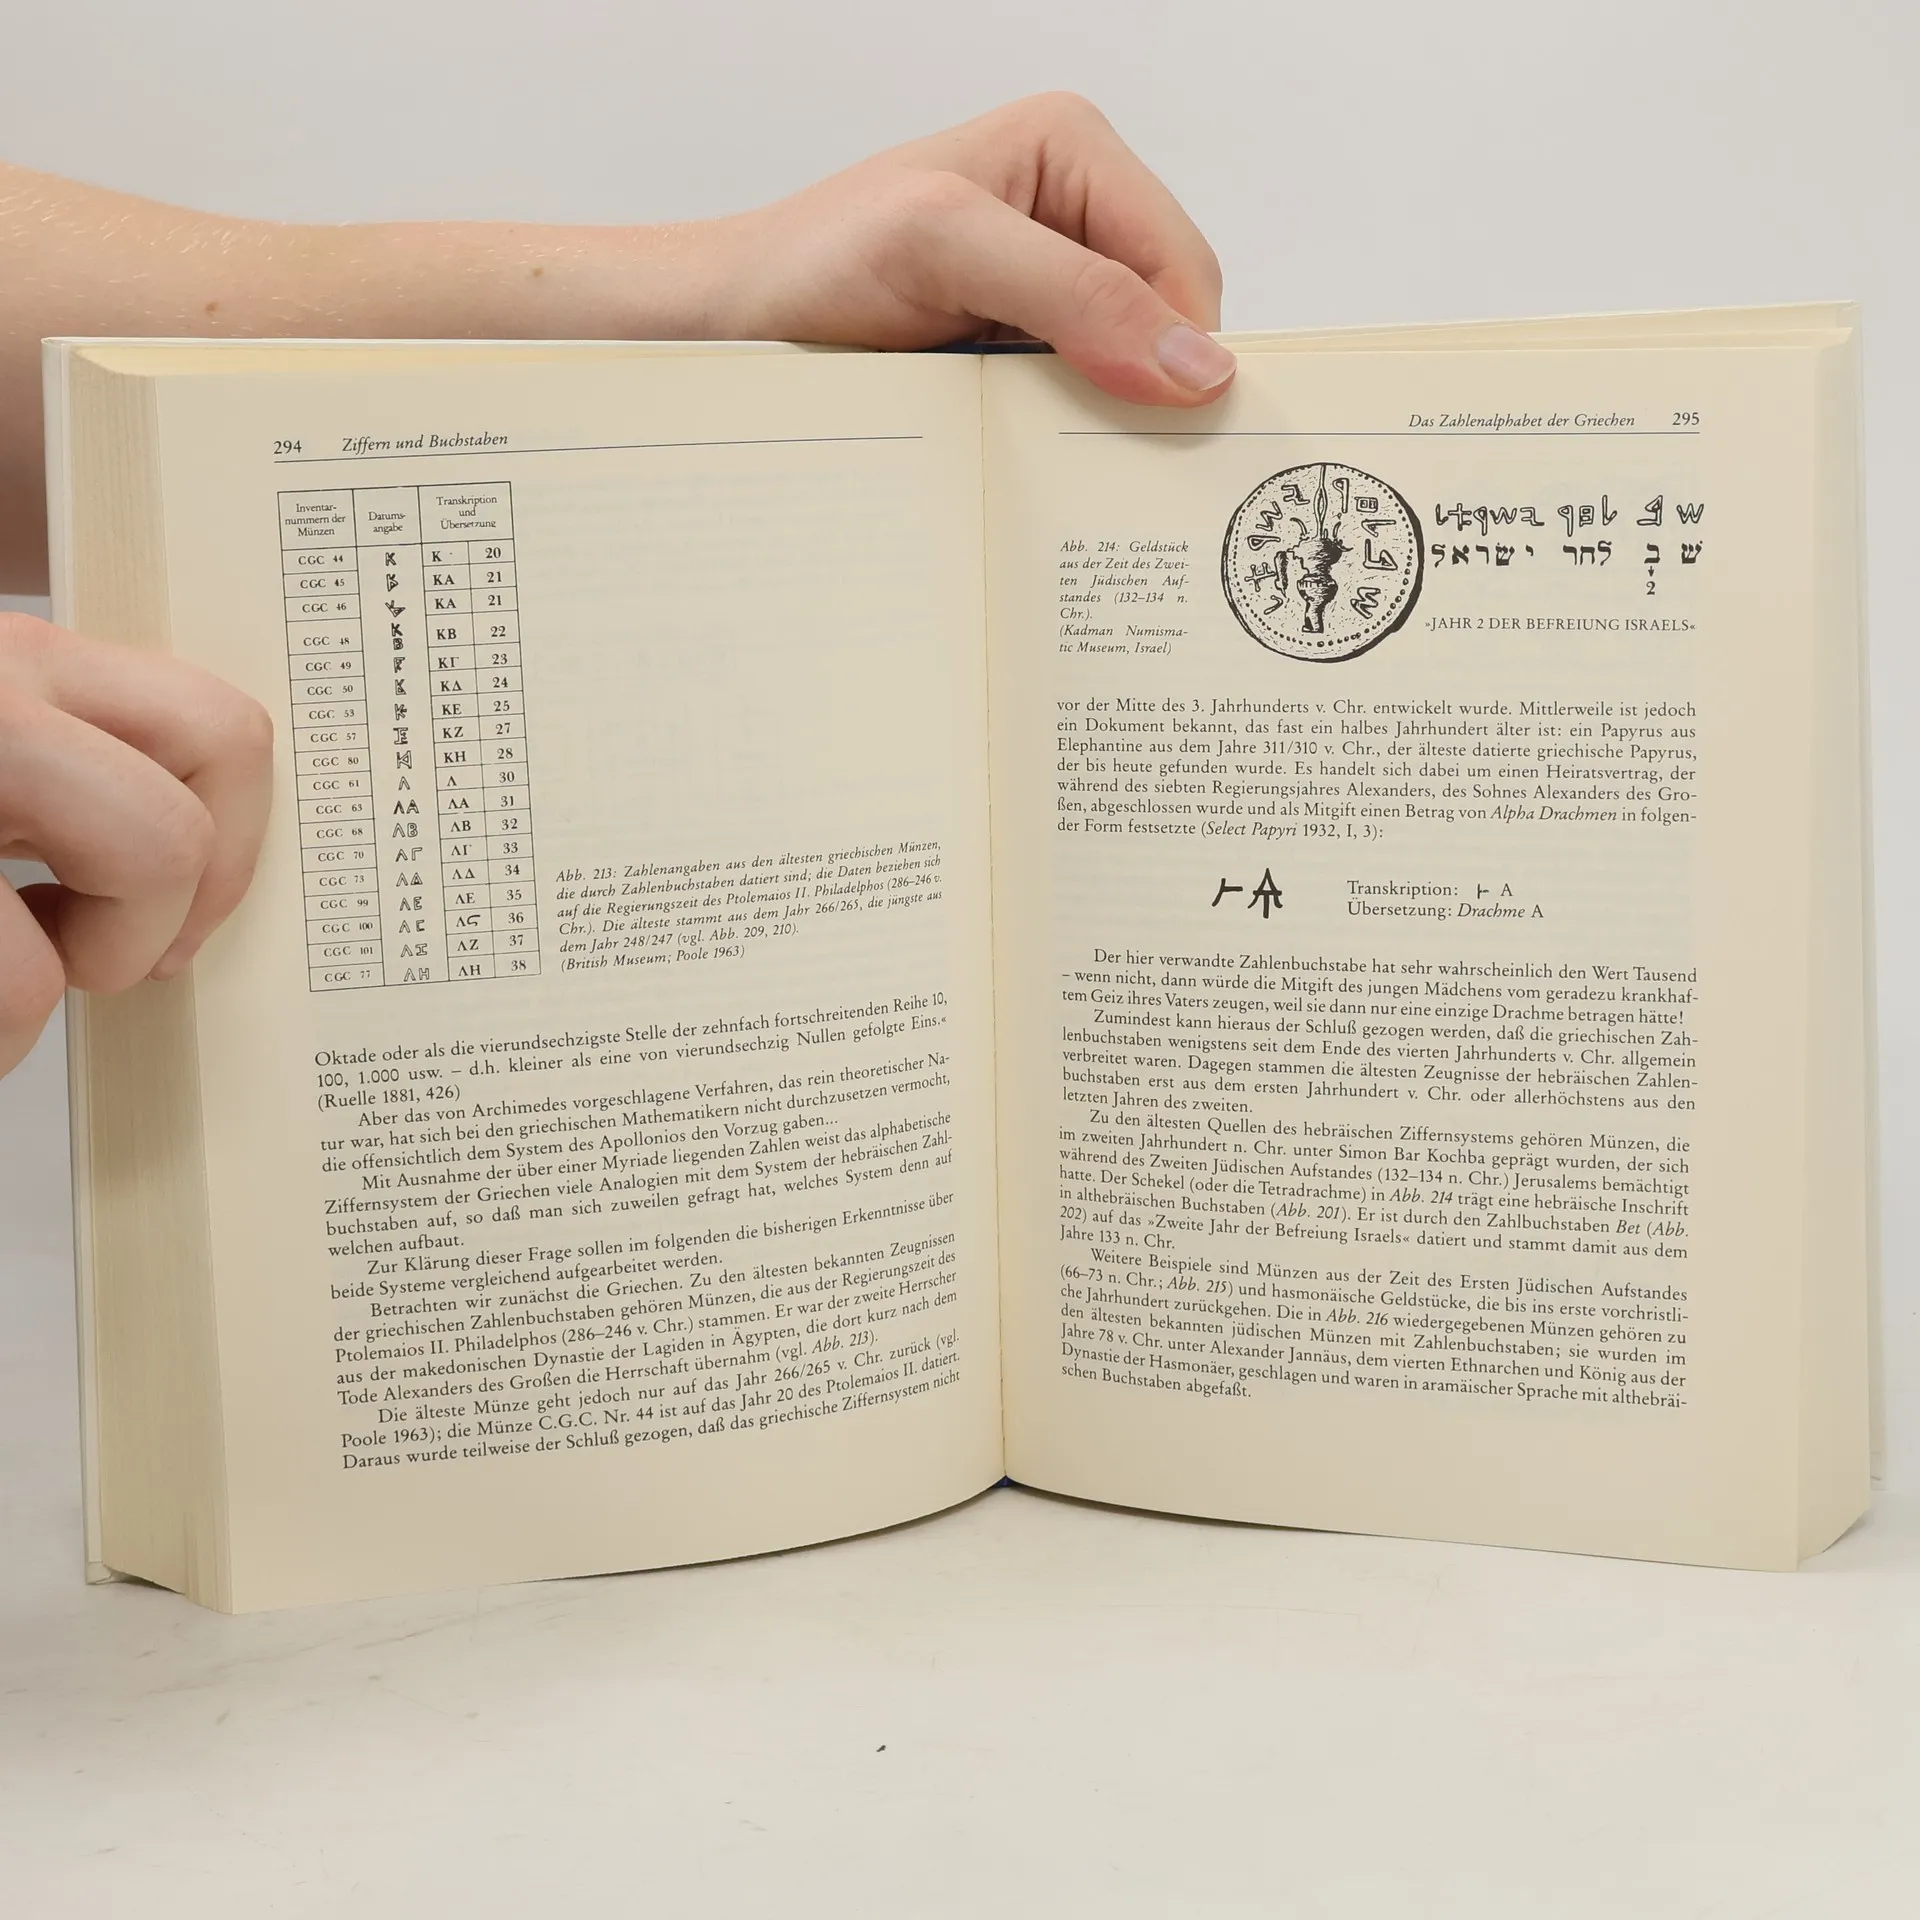 294 Ziffern und Buchstaben
Inventar-
nummern der
Münzen
Datums-
angabe
Transkription
und
Übersetzung
CGC 44 K K 20
CGC 45 KA 21
CGC 46 KA 21
CGC 48 K B KB 22
CGC 49 KΓ 23
CGC 50 KΔ 24
CGC 53 KE 25
CGC 57 KZ 27
CGC 80 KH 28
CGC 61 Λ Λ 30
CGC 63 ΛA ΛA 31
CGC 68 ΛB ΛB 32
CGC 70 ΛΓ ΛΓ 33
CGC 73 ΛΔ ΛΔ 34
CGC 99 ΛE ΛE 35
CGC 100 ΛϚ 36
CGC 101 ΛΖ 37
CGC 77 ΛH ΛH 38
Abb. 213: Zahlenangaben aus den ältesten griechischen Münzen,
die durch Zahlenbuchstaben datiert sind; die Daten beziehen sich
auf die Regierungszeit des Ptolemaios II. Philadelphos (286–246 v.
Chr.). Die älteste stammt aus dem Jahr 266/265, die jüngste aus
dem Jahr 248/247 (vgl. Abb. 209, 210).
(British Museum; Poole 1963)
Oktade oder als die vierundsechzigste Stelle der zehnfach fortschreitenden Reihe 10,
100, 1.000 usw. – d.h. kleiner als eine von vierundsechzig Nullen gefolgte Eins.«
(Ruelle 1881, 426)
Aber das von Archimedes vorgeschlagene Verfahren, das rein theoretischer Na-
tur war, hat sich bei den griechischen Mathematikern nicht durchzusetzen vermocht,
die offensichtlich dem System des Apollonios den Vorzug gaben...
Mit Ausnahme der über einer Myriade liegenden Zahlen weist das alphabetische
Ziffernsystem der Griechen viele Analogien mit dem System der hebräischen Zahl-
buchstaben auf, so daß man sich zuweilen gefragt hat, welches System denn auf
welchen aufbaut.
Zur Klärung dieser Frage sollen im folgenden die bisherigen Erkenntnisse über
beide Systeme vergleichend aufgearbeitet werden.
Betrachten wir zunächst die Griechen. Zu den ältesten bekannten Zeugnissen
der griechischen Zahlenbuchstaben gehören Münzen, die aus der Regierungszeit des
Ptolemaios II. Philadelphos (286–246 v. Chr.) stammen. Er war der zweite Herrscher
aus der makedonischen Dynastie der Lagiden in Ägypten, die dort kurz nach dem
Tode Alexanders des Großen die Herrschaft übernahm (vgl. Abb. 213).
Die älteste Münze geht jedoch nur auf das Jahr 266/265 v. Chr. zurück (vgl.
Poole 1963); die Münze C.G.C. Nr. 44 ist auf das Jahr 20 des Ptolemaios II. datiert.
Daraus wurde teilweise der Schluß gezogen, daß das griechische Ziffernsystem nicht
Das Zahlenalphabet der Griechen 295
Abb. 214: Geldstück
aus der Zeit des Zwei-
ten Jüdischen Auf-
standes (132–134 n.
Chr.).
(Kadman Numisma-
tic Museum, Israel)
ש ב לחר ישראל
2
»JAHR 2 DER BEFREIUNG ISRAELS«
vor der Mitte des 3. Jahrhunderts v. Chr. entwickelt wurde. Mittlerweile ist jedoch
ein Dokument bekannt, das fast ein halbes Jahrhundert älter ist: ein Papyrus aus
Elephantine aus dem Jahre 311/310 v. Chr., der älteste datierte griechische Papyrus,
der bis heute gefunden wurde. Es handelt sich dabei um einen Heiratsvertrag, der
während des siebten Regierungsjahres Alexanders, des Sohnes Alexanders des Gro-
ßen, abgeschlossen wurde und als Mitgift einen Betrag von Alpha Drachmen in folgen-
der Form festsetzte (Select Papyri 1932, I, 3):
Transkription: ⊢ A
Übersetzung: Drachme A
Der hier verwandte Zahlenbuchstabe hat sehr wahrscheinlich den Wert Tausend
– wenn nicht, dann würde die Mitgift des jungen Mädchens vom geradezu krankhaf-
tem Geiz ihres Vaters zeugen, weil sie dann nur eine einzige Drachme betragen hätte!
Zumindest kann hieraus der Schluß gezogen werden, daß die griechischen Zah-
lenbuchstaben wenigstens seit dem Ende des vierten Jahrhunderts v. Chr. allgemein
verbreitet waren. Dagegen stammen die ältesten Zeugnisse der hebräischen Zahlen-
buchstaben erst aus dem ersten Jahrhundert v. Chr. oder allerhöchstens aus den
letzten Jahren des zweiten.
Zu den ältesten Quellen des hebräischen Ziffernsystems gehören Münzen, die
im zweiten Jahrhundert n. Chr. unter Simon Bar Kochba geprägt wurden, der sich
während des Zweiten Jüdischen Aufstandes (132–134 n. Chr.) Jerusalems bemächtigt
hatte. Der Schekel (oder die Tetradrachme) in Abb. 214 trägt eine hebräische Inschrift
in althebräischen Buchstaben (Abb. 201). Er ist durch den Zahlbuchstaben Bet (Abb.
202) auf das »Zweite Jahr der Befreiung Israels« datiert und stammt damit aus dem
Jahre 133 n. Chr.
Weitere Beispiele sind Münzen aus der Zeit des Ersten Jüdischen Aufstandes
(66–73 n. Chr.; Abb. 215) und hasmonäische Geldstücke, die bis ins erste vorchristli-
che Jahrhundert zurückgehen. Die in Abb. 216 wiedergegebenen Münzen gehören zu
den ältesten bekannten jüdischen Münzen mit Zahlenbuchstaben; sie wurden im
Jahre 78 v. Chr. unter Alexander Jannäus, dem vierten Ethnarchen und König aus der
Dynastie der Hasmonäer, geschlagen und waren in aramäischer Sprache mit althebräi-
schen Buchstaben abgefaßt.